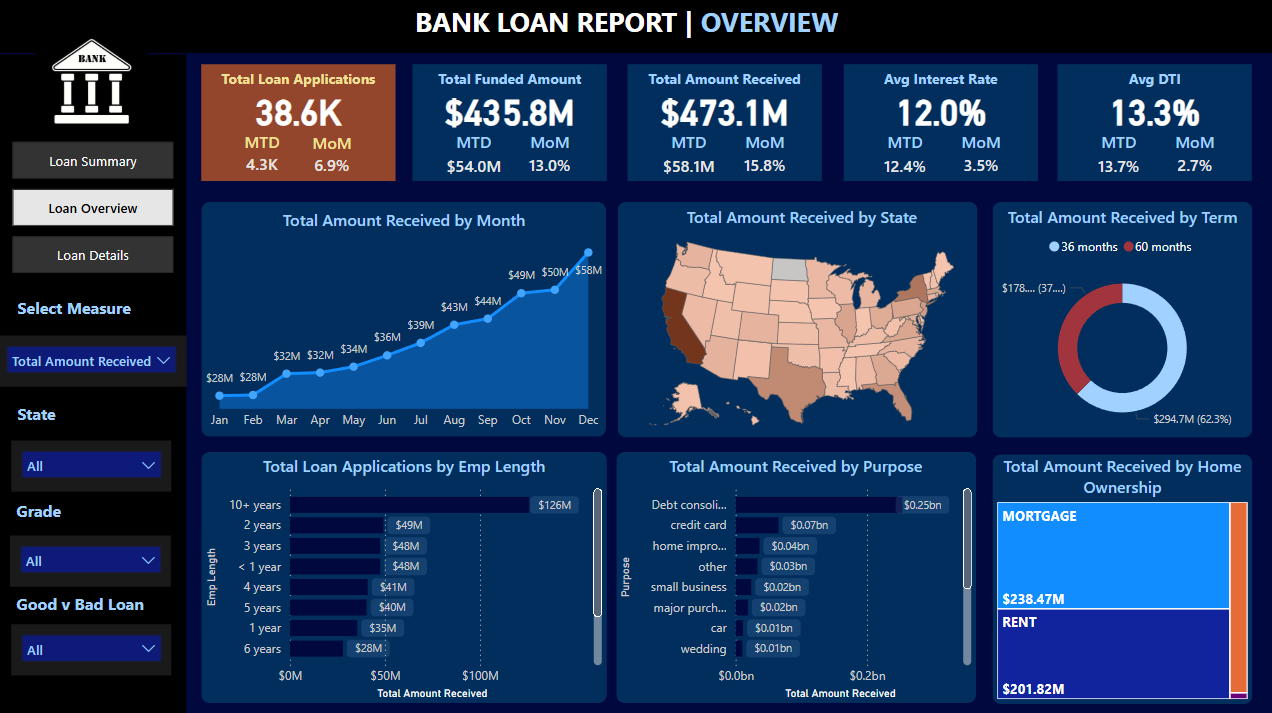 BANK LOAN REPORT | OVERVIEW
BANK
Loan Summary
Loan Overview
Loan Details
Select Measure
Total Amount Received
State
All
Grade
All
Good v Bad Loan
All
Total Loan Applications
38.6K
MTD MoM
4.3K 6.9%
Total Funded Amount
$435.8M
MTD MoM
$54.0M 13.0%
Total Amount Received
$473.1M
MTD MoM
$58.1M 15.8%
Avg Interest Rate
12.0%
MTD MoM
12.4% 3.5%
Avg DTI
13.3%
MTD MoM
13.7% 2.7%
Total Amount Received by Month
$28M $28M $32M $32M $34M $36M $39M $43M $44M $49M $50M $58M
Jan Feb Mar Apr May Jun Jul Aug Sep Oct Nov Dec
Total Amount Received by State
Total Amount Received by Term
36 months 60 months
$178.... (37....)
$294.7M (62.3%)
Total Loan Applications by Emp Length
Emp Length
10+ years $126M
2 years $49M
3 years $48M
< 1 year $48M
4 years $41M
5 years $40M
1 year $35M
6 years $28M
$0M $50M $100M
Total Amount Received
Total Amount Received by Purpose
Purpose
Debt consoli... $0.25bn
credit card $0.07bn
home impro... $0.04bn
other $0.03bn
small business $0.02bn
major purch... $0.02bn
car $0.01bn
wedding $0.01bn
$0.0bn $0.2bn
Total Amount Received
Total Amount Received by Home
Ownership
MORTGAGE
$238.47M
RENT
$201.82M